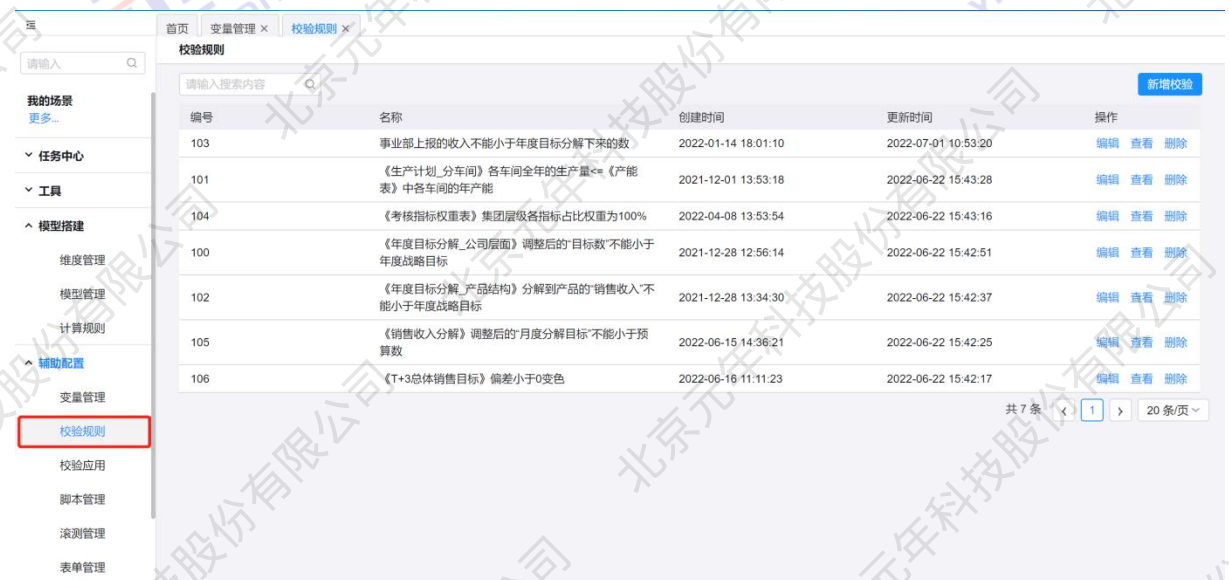 首页 变量管理 × 校验规则 ×
校验规则
请输入
请输入搜索内容
新增校验
我的场景
更多...
任务中心
工具
模型搭建
维度管理
模型管理
计算规则
辅助配置
变量管理
校验规则
校验应用
脚本管理
滚测管理
表单管理
编号 名称 创建时间 更新时间 操作
103 事业部上报的收入不能小于年度目标分解下来的数 2022-01-14 18:01:10 2022-07-01 10:53:20 编辑 查看 删除
101 《生产计划_分车间》各车间全年的生产量<=《产能
表》中各车间的年产能 2021-12-01 13:53:18 2022-06-22 15:43:28 编辑 查看 删除
104 《考核指标权重表》集团层级各指标占比权重为100% 2022-04-08 13:53:54 2022-06-22 15:43:16 编辑 查看 删除
100 《年度目标分解_公司层面》调整后的“目标数”不能小于
年度战略目标 2021-12-28 12:56:14 2022-06-22 15:42:51 编辑 查看 删除
102 《年度目标分解_产品结构》分解到产品的“销售收入”不
能小于年度战略目标 2021-12-28 13:34:30 2022-06-22 15:42:37 编辑 查看 删除
105 《销售收入分解》调整后的“月度分解目标”不能小于预
算数 2022-06-15 14:36:21 2022-06-22 15:42:25 编辑 查看 删除
106 《T+3总体销售目标》偏差小于0变色 2022-06-16 11:11:23 2022-06-22 15:42:17 编辑 查看 删除
共 7 条 1 20 条/页
北京元年科技股份有限公司